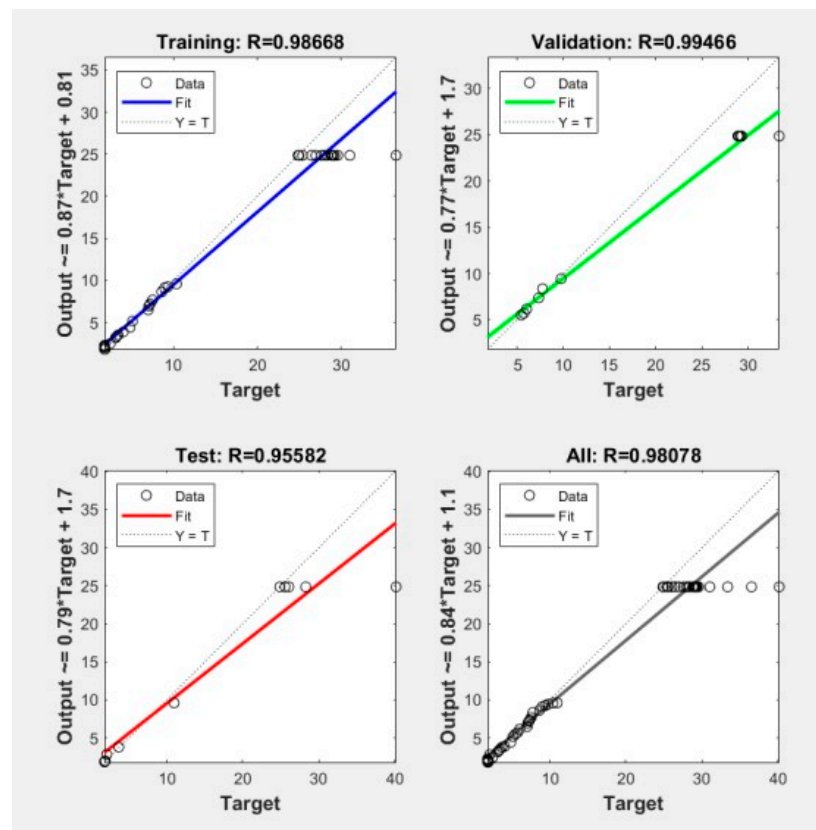 Training: R=0.98668
Output ~= 0.87*Target + 0.81
35
30
25
20
15
10
5
Data
Fit
Y = T
10
20
30
Target
Validation: R=0.99466
Output ~= 0.77*Target + 1.7
30
25
20
15
10
5
Data
Fit
Y = T
5
10
15
20
25
30
Target
Test: R=0.95582
Output ~= 0.79*Target + 1.7
40
35
30
25
20
15
10
5
Data
Fit
Y = T
10
20
30
40
Target
All: R=0.98078
Output ~= 0.84*Target + 1.1
40
35
30
25
20
15
10
5
Data
Fit
Y = T
10
20
30
40
Target